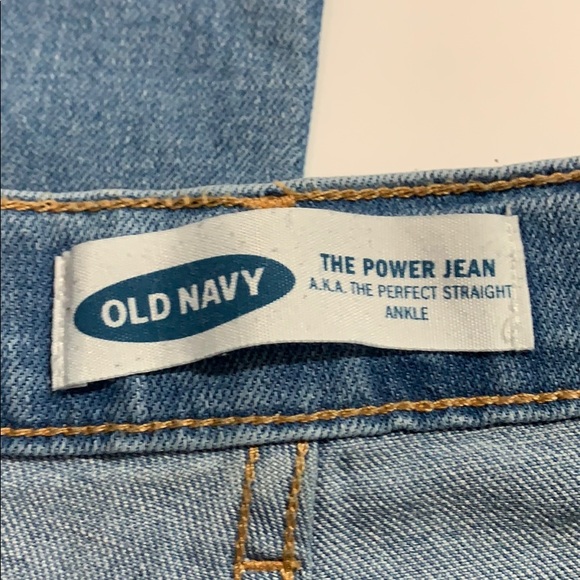 OLD NAVY
THE POWER JEAN
A.K.A. THE PERFECT STRAIGHT
ANKLE